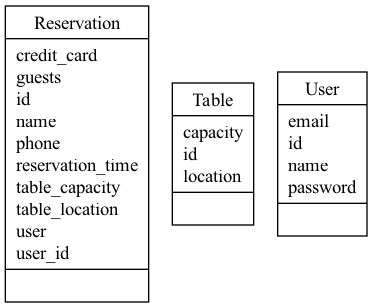 Reservation
credit_card
guests
id
name
phone
reservation_time
table_capacity
table_location
user
user_id
Table
capacity
id
location
User
email
id
name
password